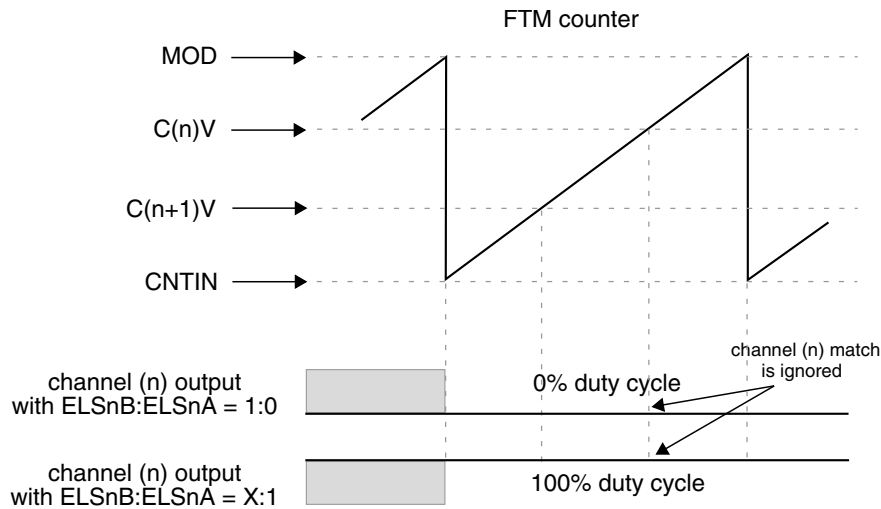 FTM counter
MOD
C(n)V
C(n+1)V
CNTIN
channel (n) match
is ignored
channel (n) output
with ELSnB:ELSnA = 1:0
0% duty cycle
channel (n) output
with ELSnB:ELSnA = X:1
100% duty cycle